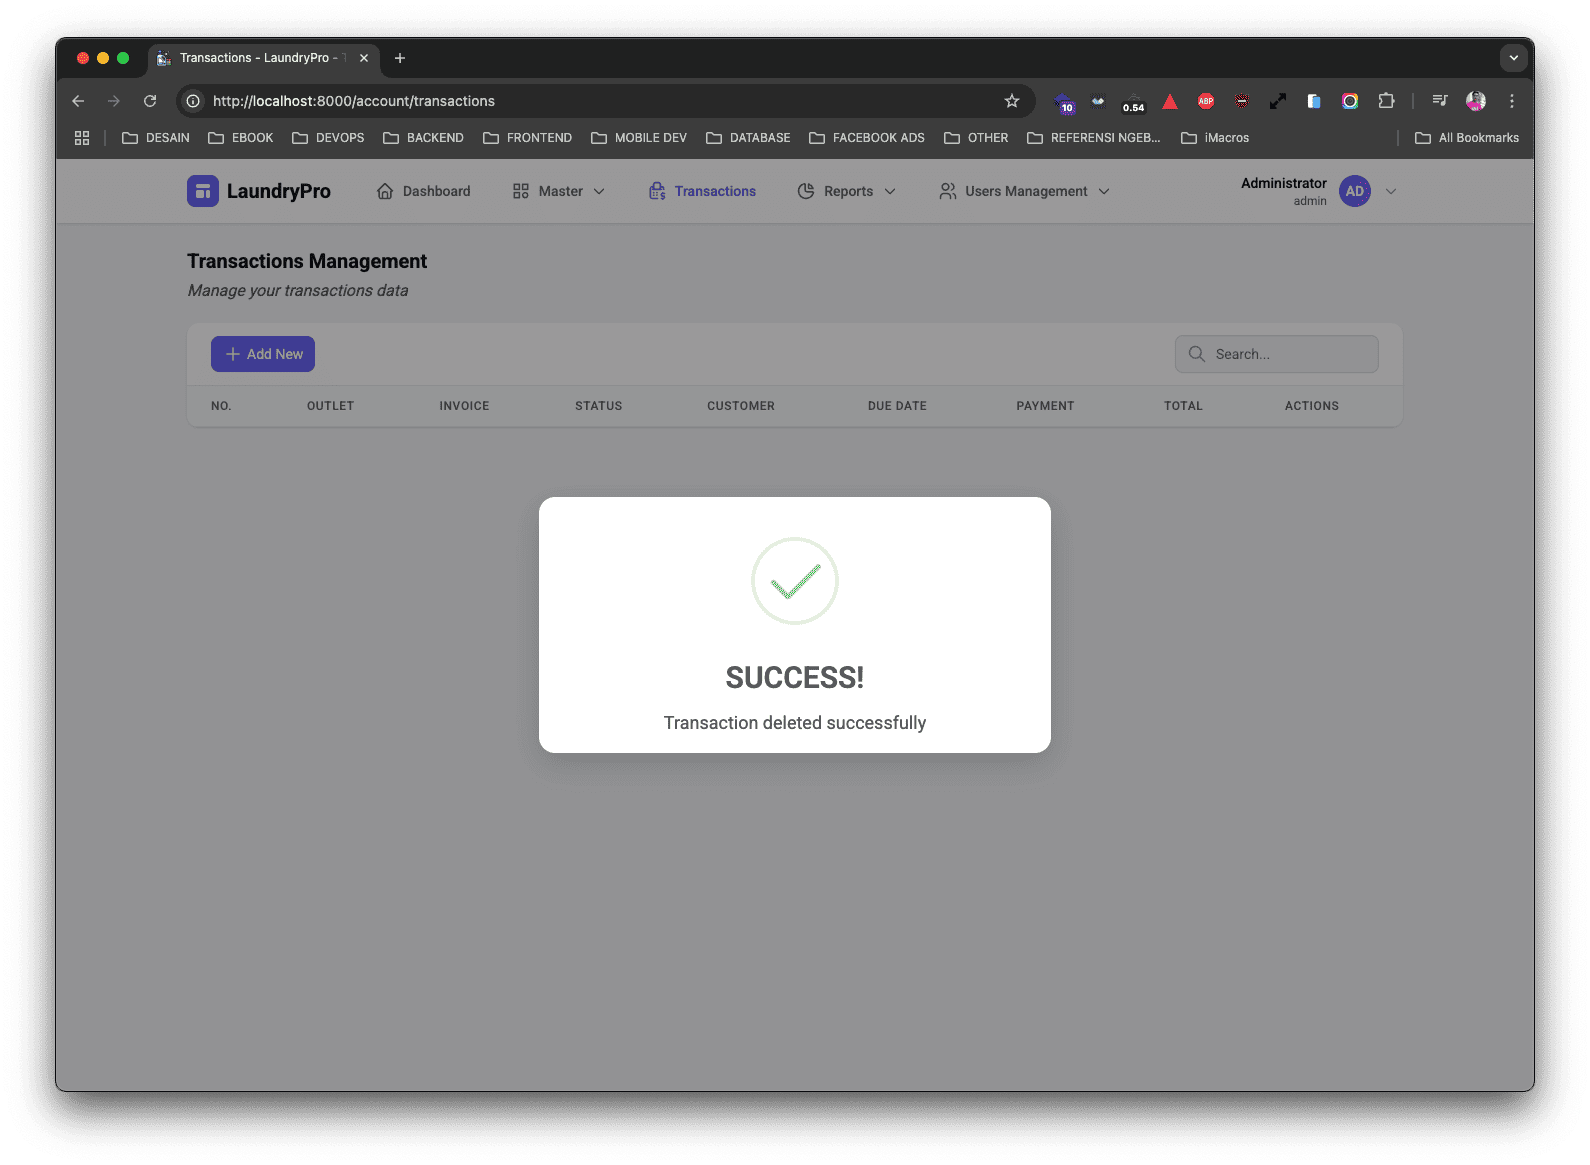 Transactions - LaundryPro -
http://localhost:8000/account/transactions
10
0.54
ABP
DESAIN EBOOK DEVOPS BACKEND FRONTEND MOBILE DEV DATABASE FACEBOOK ADS OTHER REFERENSI NGEB... iMacros All Bookmarks
LaundryPro Dashboard Master Transactions Reports Users Management Administrator AD
admin
Transactions Management
Manage your transactions data
Add New Search...
NO. OUTLET INVOICE STATUS CUSTOMER DUE DATE PAYMENT TOTAL ACTIONS
SUCCESS!
Transaction deleted successfully